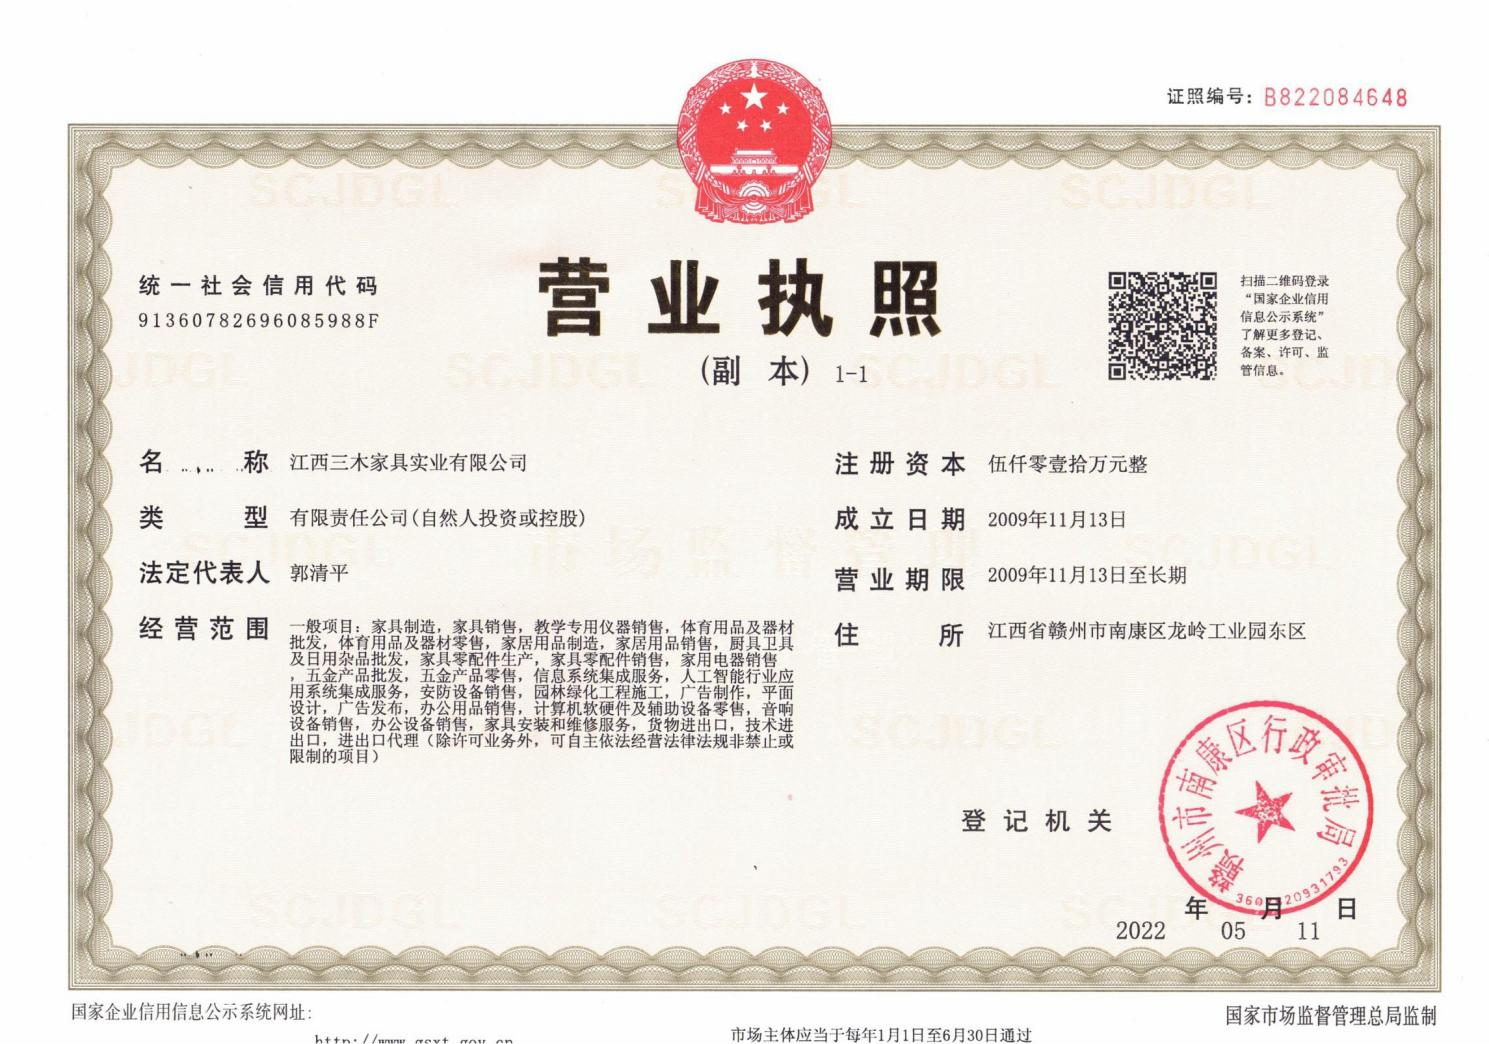 证照编号：B822084648
统一社会信用代码
91360782696085988F
营业执照
（副 本） 1-1
扫描二维码登录
“国家企业信用
信息公示系统”
了解更多登记、
备案、许可、监
管信息。
名 称 江西三木家具实业有限公司
类 型 有限责任公司(自然人投资或控股)
法定代表人 郭清平
经营范围 一般项目：家具制造，家具销售，教学专用仪器销售，体育用品及器材
批发，体育用品及器材零售，家居用品制造，家居用品销售，厨具卫具
及日用杂品批发，家具零配件生产，家具零配件销售，家用电器销售
，五金产品批发，五金产品零售，信息系统集成服务，人工智能行业应
用系统集成服务，安防设备销售，园林绿化工程施工，广告制作，平面
设计，广告发布，办公用品销售，计算机软硬件及辅助设备零售，音响
设备销售，办公设备销售，家具安装和维修服务，货物进出口，技术进
出口，进出口代理（除许可业务外，可自主依法经营法律法规非禁止或
限制的项目）
注册资本 伍仟零壹拾万元整
成立日期 2009年11月13日
营业期限 2009年11月13日至长期
住 所 江西省赣州市南康区龙岭工业园东区
登记机关
赣州市南康区行政审批局
年 月 日
2022 05 11
国家企业信用信息公示系统网址：
http://www.gsxt.gov.cn
市场主体应当于每年1月1日至6月30日通过
国家市场监督管理总局监制
SCJDGL
市场监督管理